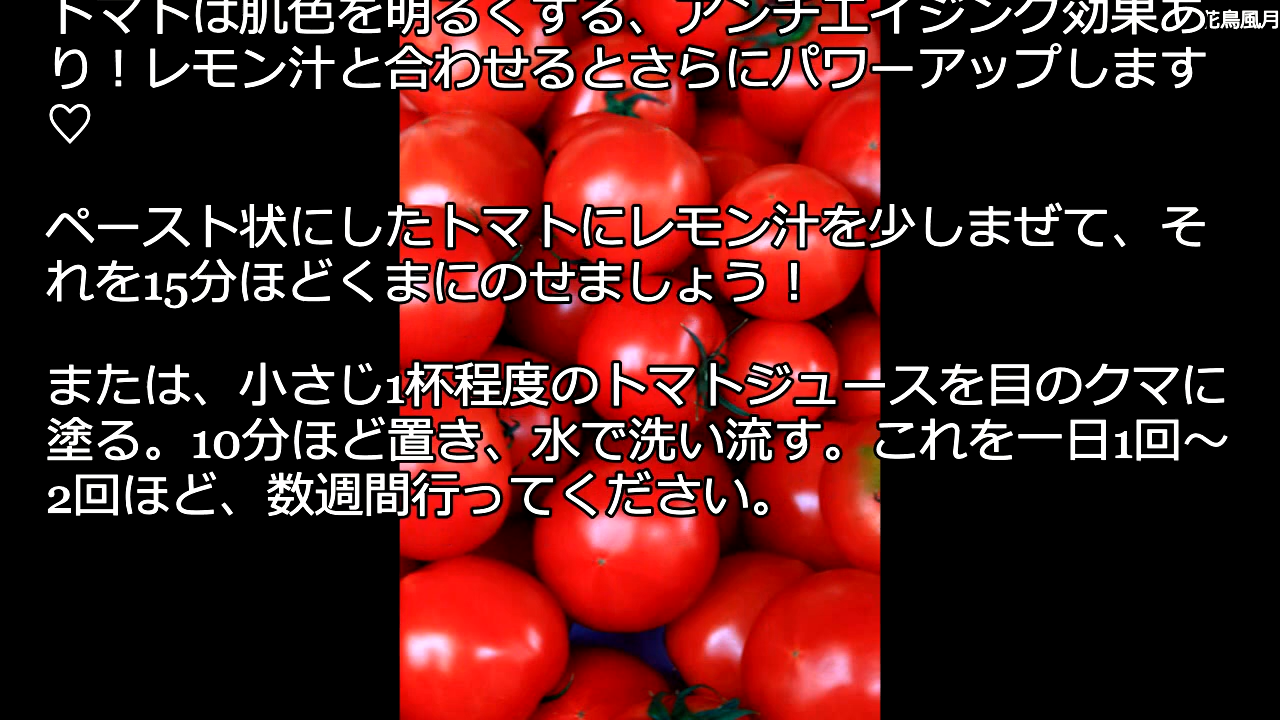 トマトは肌色を明るくする、アンチエイジング効果あ
り！レモン汁と合わせるとさらにパワーアップします
♡
ペースト状にしたトマトにレモン汁を少しまぜて、そ
れを15分ほどくまにのせましょう！
または、小さじ1杯程度のトマトジュースを目のクマに
塗る。10分ほど置き、水で洗い流す。これを一日1回～
2回ほど、数週間行ってください。
花鳥風月